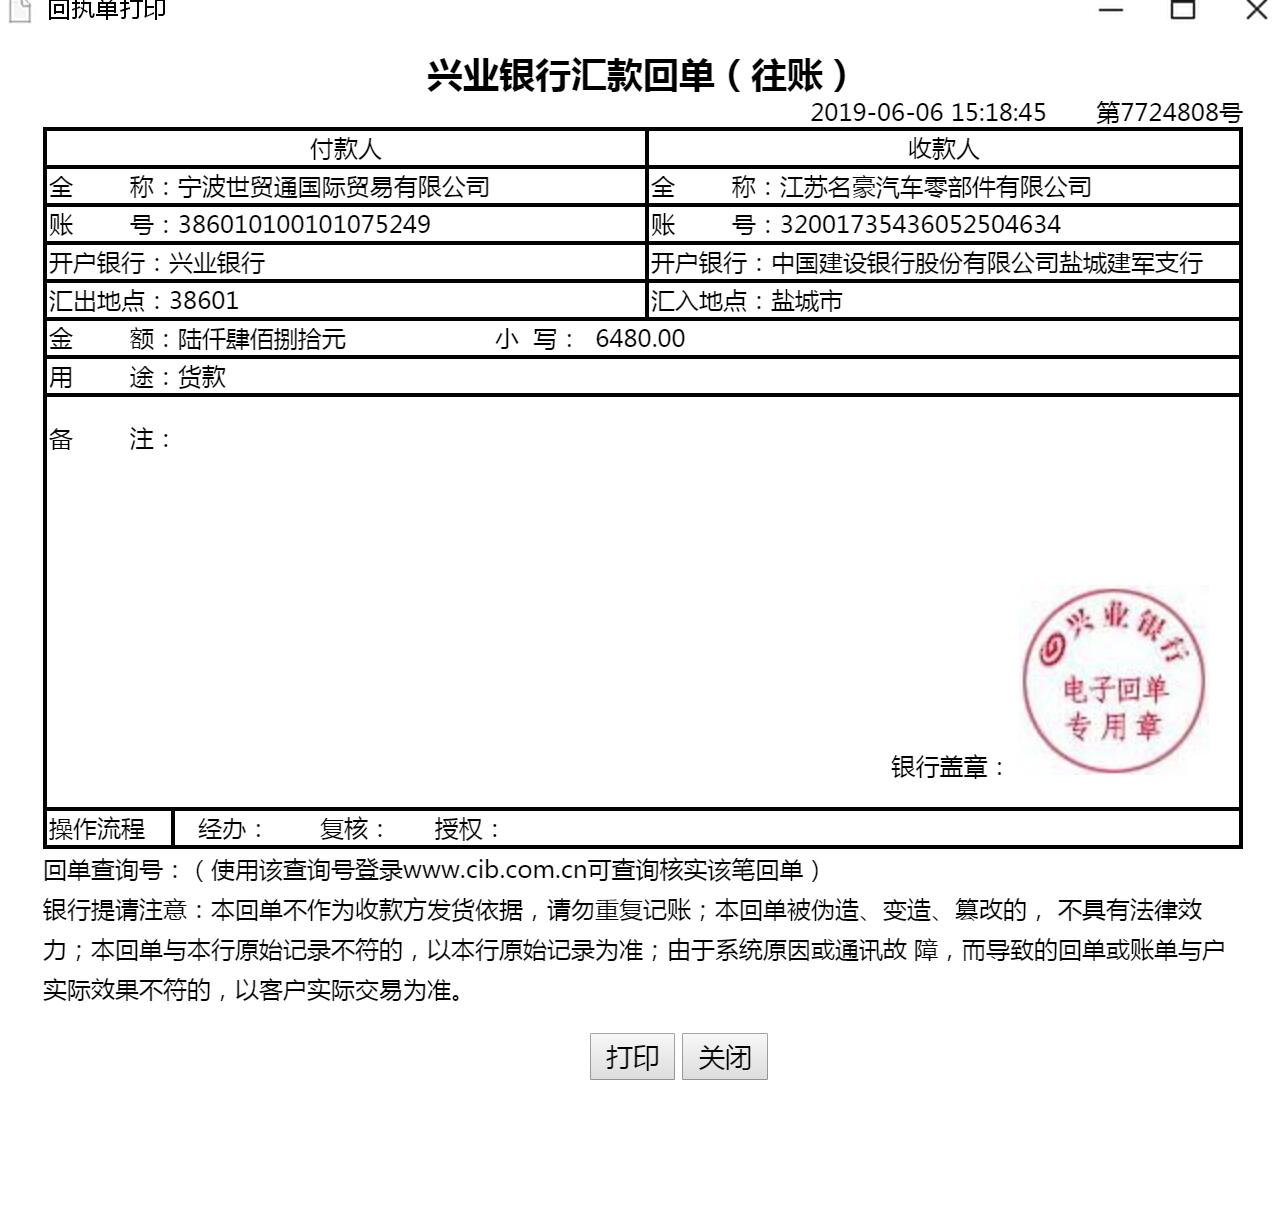 回执单打印
兴业银行汇款回单（往账）
2019-06-06 15:18:45 第7724808号
付款人 收款人
全 称：宁波世贸通国际贸易有限公司 全 称：江苏名豪汽车零部件有限公司
账 号：386010100101075249 账 号：32001735436052504634
开户银行：兴业银行 开户银行：中国建设银行股份有限公司盐城建军支行
汇出地点：38601 汇入地点：盐城市
金 额：陆仟肆佰捌拾元 小 写： 6480.00
用 途：货款
备 注：
兴业银行
电子回单
专用章
银行盖章：
操作流程 经办： 复核： 授权：
回单查询号：（使用该查询号登录www.cib.com.cn可查询核实该笔回单）
银行提请注意：本回单不作为收款方发货依据，请勿重复记账；本回单被伪造、变造、篡改的， 不具有法律效
力；本回单与本行原始记录不符的，以本行原始记录为准；由于系统原因或通讯故 障，而导致的回单或账单与户
实际效果不符的，以客户实际交易为准。
打印 关闭